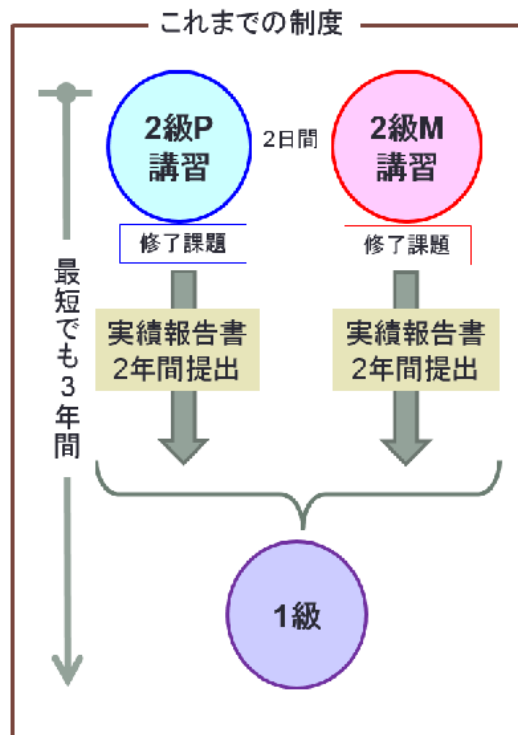 これまでの制度
2級P
講習
2日間
2級M
講習
修了課題
修了課題
最短でも3年間
実績報告書
2年間提出
実績報告書
2年間提出
1級